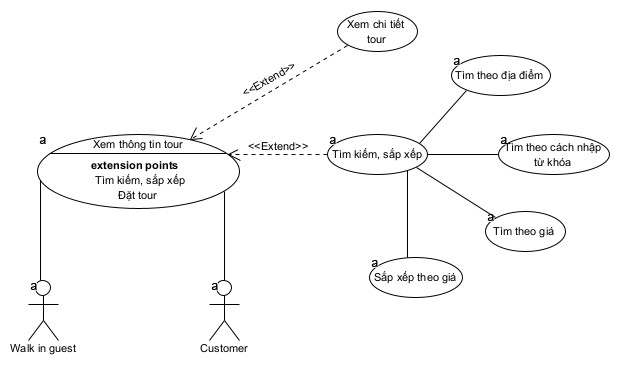 Xem chi tiết
tour
<<Extend>>
a
Tìm theo địa điểm
a
Xem thông tin tour
extension points
Tìm kiếm, sắp xếp
Đặt tour
<<Extend>>
a
Tìm kiếm, sắp xếp
a
Tìm theo cách nhập
từ khóa
a
Tìm theo giá
a
Sắp xếp theo giá
a
Walk in guest
a
Customer